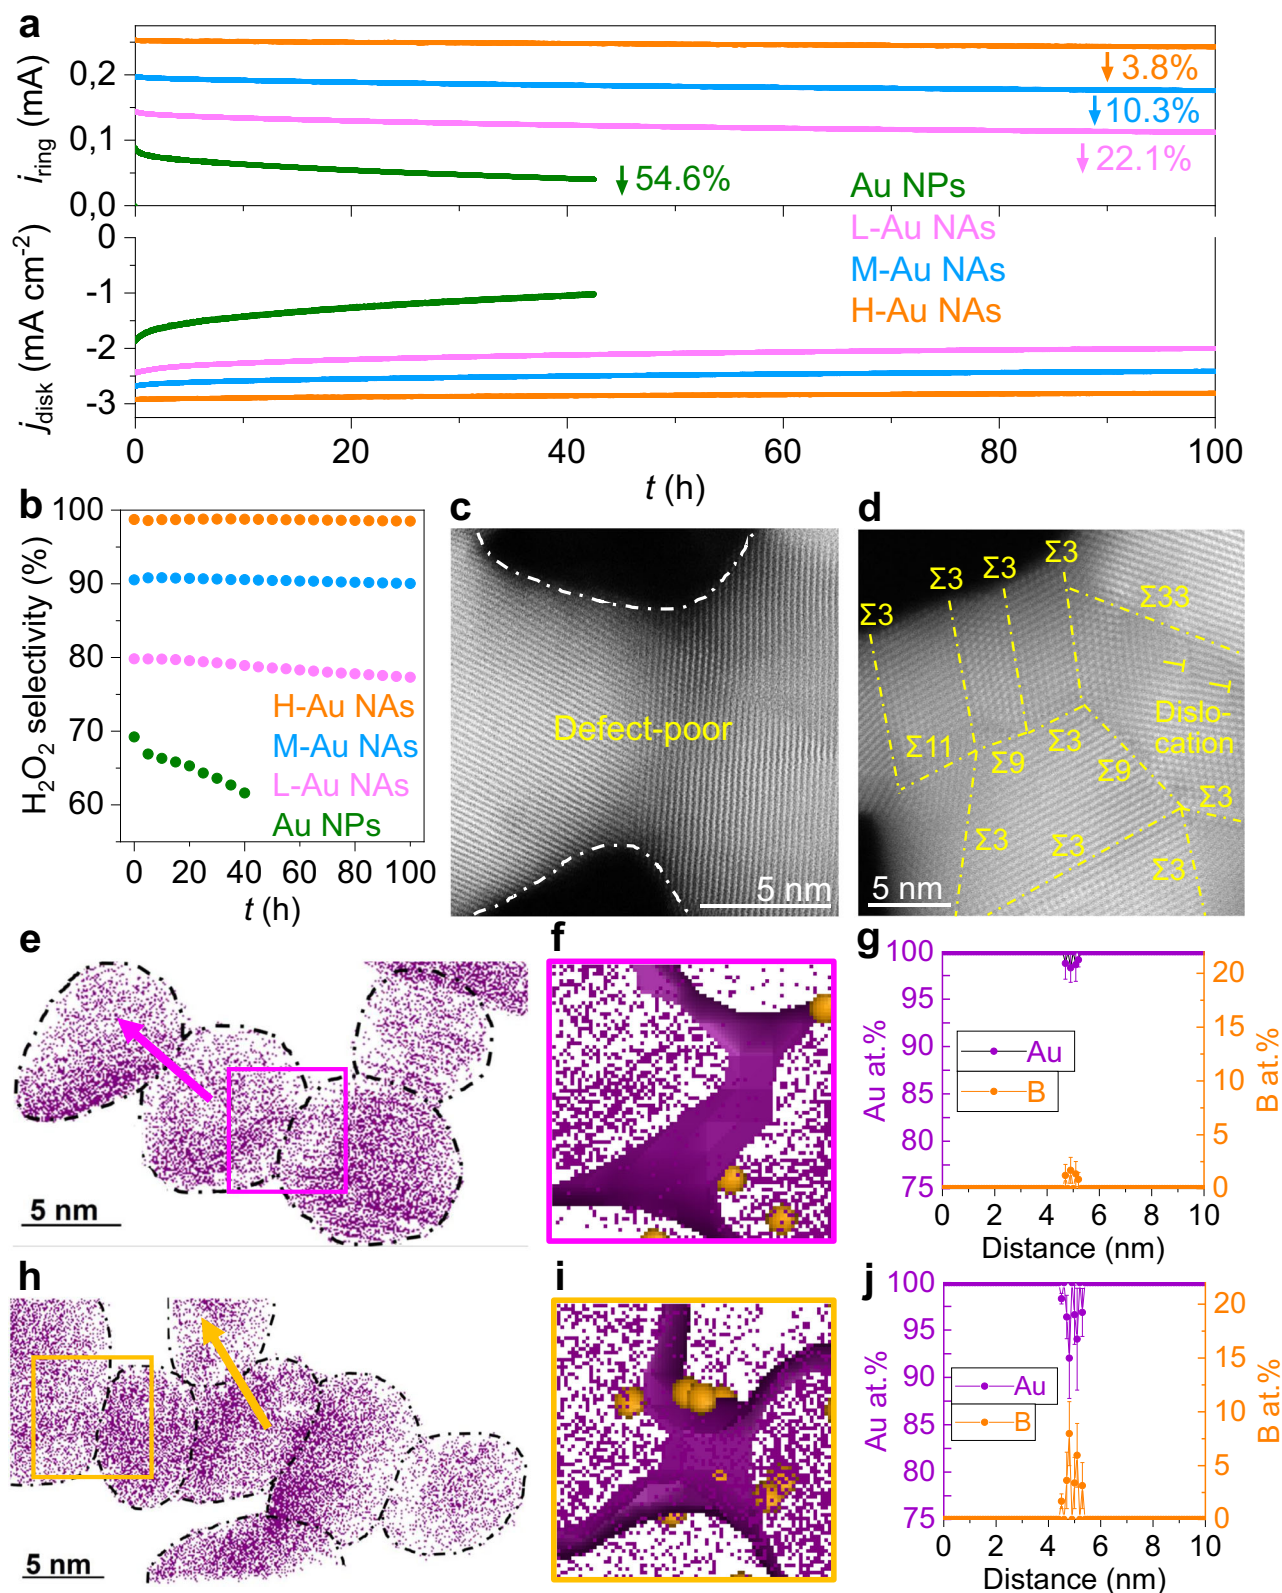 a
i_ring (mA)
0,2
0,1
0,0
3.8%
10.3%
22.1%
54.6%
Au NPs
L-Au NAs
M-Au NAs
H-Au NAs
j_disk (mA cm⁻²)
0
-1
-2
-3
0 20 40 60 80 100
t (h)
b
H₂O₂ selectivity (%)
100
90
80
70
60
H-Au NAs
M-Au NAs
L-Au NAs
Au NPs
0 20 40 60 80 100
t (h)
c
Defect-poor
5 nm
d
Σ3
Σ3
Σ3
Σ3
Σ33
Dislo-
cation
Σ11
Σ9
Σ3
Σ9
Σ3
Σ3
Σ3
Σ3
5 nm
e
5 nm
f
g
Au at.%
100
95
90
85
80
75
Au
B
B at.%
20
15
10
5
0
0 2 4 6 8 10
Distance (nm)
h
5 nm
i
j
Au at.%
100
95
90
85
80
75
Au
B
B at.%
20
15
10
5
0
0 2 4 6 8 10
Distance (nm)